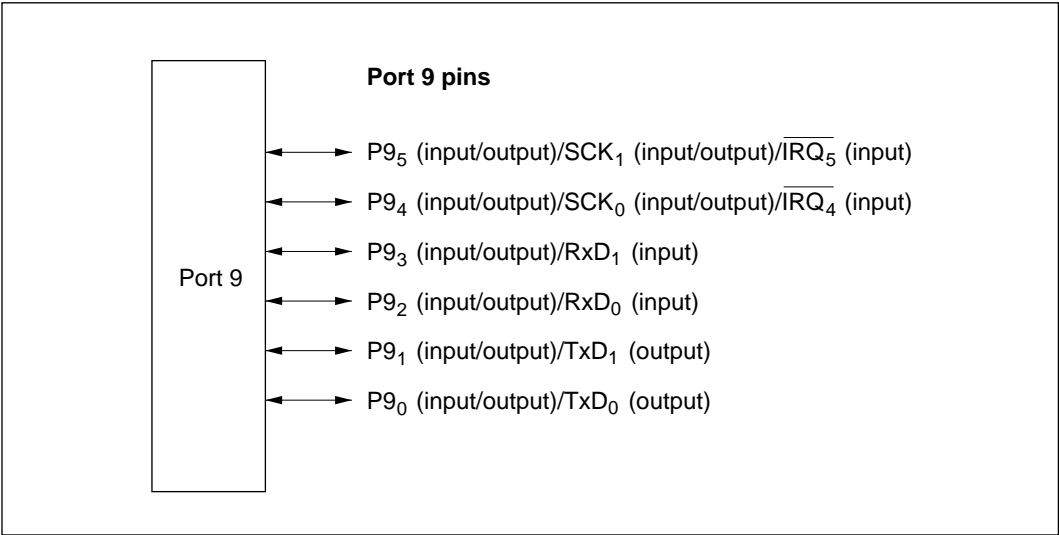 Port 9 pins
P9₅ (input/output)/SCK₁ (input/output)/I̅R̅Q̅₅̅ (input)
P9₄ (input/output)/SCK₀ (input/output)/I̅R̅Q̅₄̅ (input)
P9₃ (input/output)/RxD₁ (input)
Port 9
P9₂ (input/output)/RxD₀ (input)
P9₁ (input/output)/TxD₁ (output)
P9₀ (input/output)/TxD₀ (output)